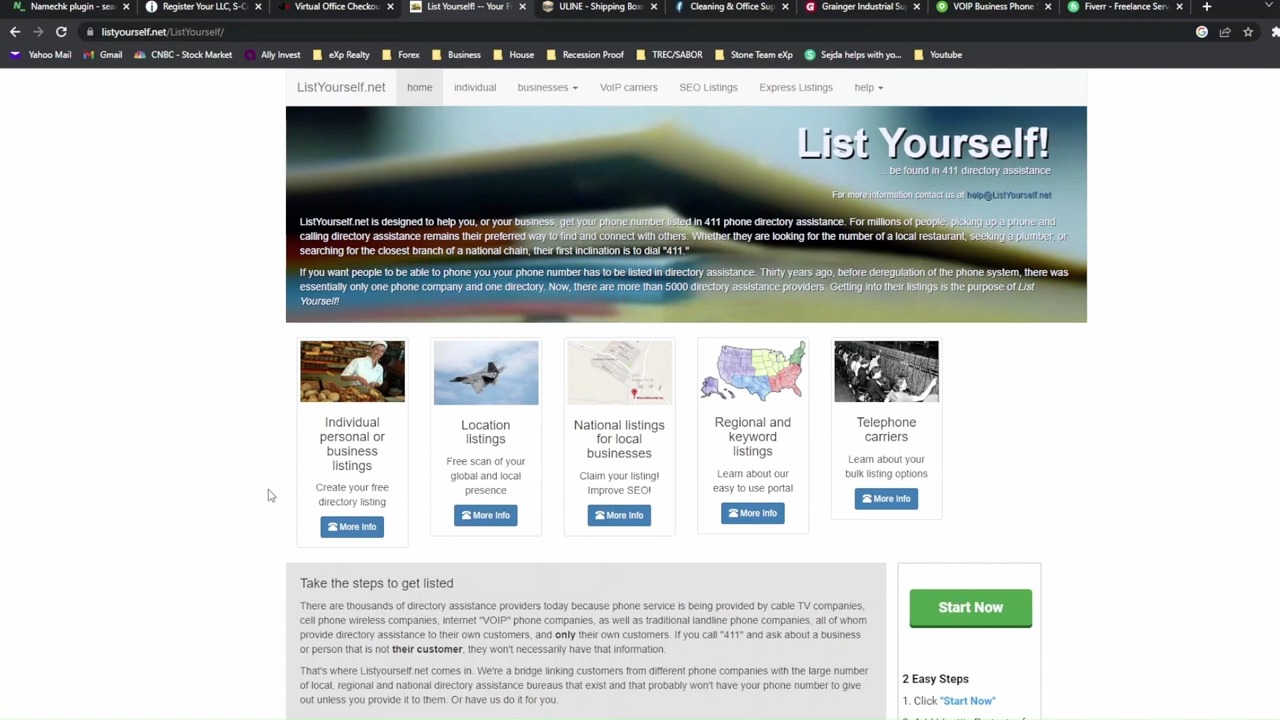 Namechk plugin - sea
Register Your LLC, S-C
Virtual Office Checkou
List Yourself! -- Your F
ULINE - Shipping Boxe
Cleaning & Office Sup
Grainger Industrial Su
VOIP Business Phone
Fiverr - Freelance Serv
listyourself.net/ListYourself/
Yahoo Mail
Gmail
CNBC - Stock Market
Ally Invest
eXp Realty
Forex
Business
House
Recession Proof
TREC/SABOR
Stone Team eXp
Sejda helps with yo...
Youtube
ListYourself.net
home
individual
businesses
VoIP carriers
SEO Listings
Express Listings
help
List Yourself!
... be found in 411 directory assistance
For more information contact us at help@ListYourself.net
ListYourself.net is designed to help you, or your business, get your phone number listed in 411 phone directory assistance. For millions of people, picking up a phone and
calling directory assistance remains their preferred way to find and connect with others. Whether they are looking for the number of a local restaurant, seeking a plumber, or
searching for the closest branch of a national chain, their first inclination is to dial "411."
If you want people to be able to phone you your phone number has to be listed in directory assistance. Thirty years ago, before deregulation of the phone system, there was
essentially only one phone company and one directory. Now, there are more than 5000 directory assistance providers. Getting into their listings is the purpose of List
Yourself!
Individual
personal or
business
listings
Create your free
directory listing
More Info
Location
listings
Free scan of your
global and local
presence
More Info
National listings
for local
businesses
Claim your listing!
Improve SEO!
More Info
Regional and
keyword
listings
Learn about our
easy to use portal
More Info
Telephone
carriers
Learn about your
bulk listing options
More Info
Take the steps to get listed
There are thousands of directory assistance providers today because phone service is being provided by cable TV companies,
cell phone wireless companies, internet "VOIP" phone companies, as well as traditional landline phone companies, all of whom
provide directory assistance to their own customers, and only their own customers. If you call "411" and ask about a business
or person that is not their customer, they won't necessarily have that information.
That's where Listyourself.net comes in. We're a bridge linking customers from different phone companies with the large number
of local, regional and national directory assistance bureaus that exist and that probably won't have your phone number to give
out unless you provide it to them. Or have us do it for you.
Start Now
2 Easy Steps
1. Click "Start Now"